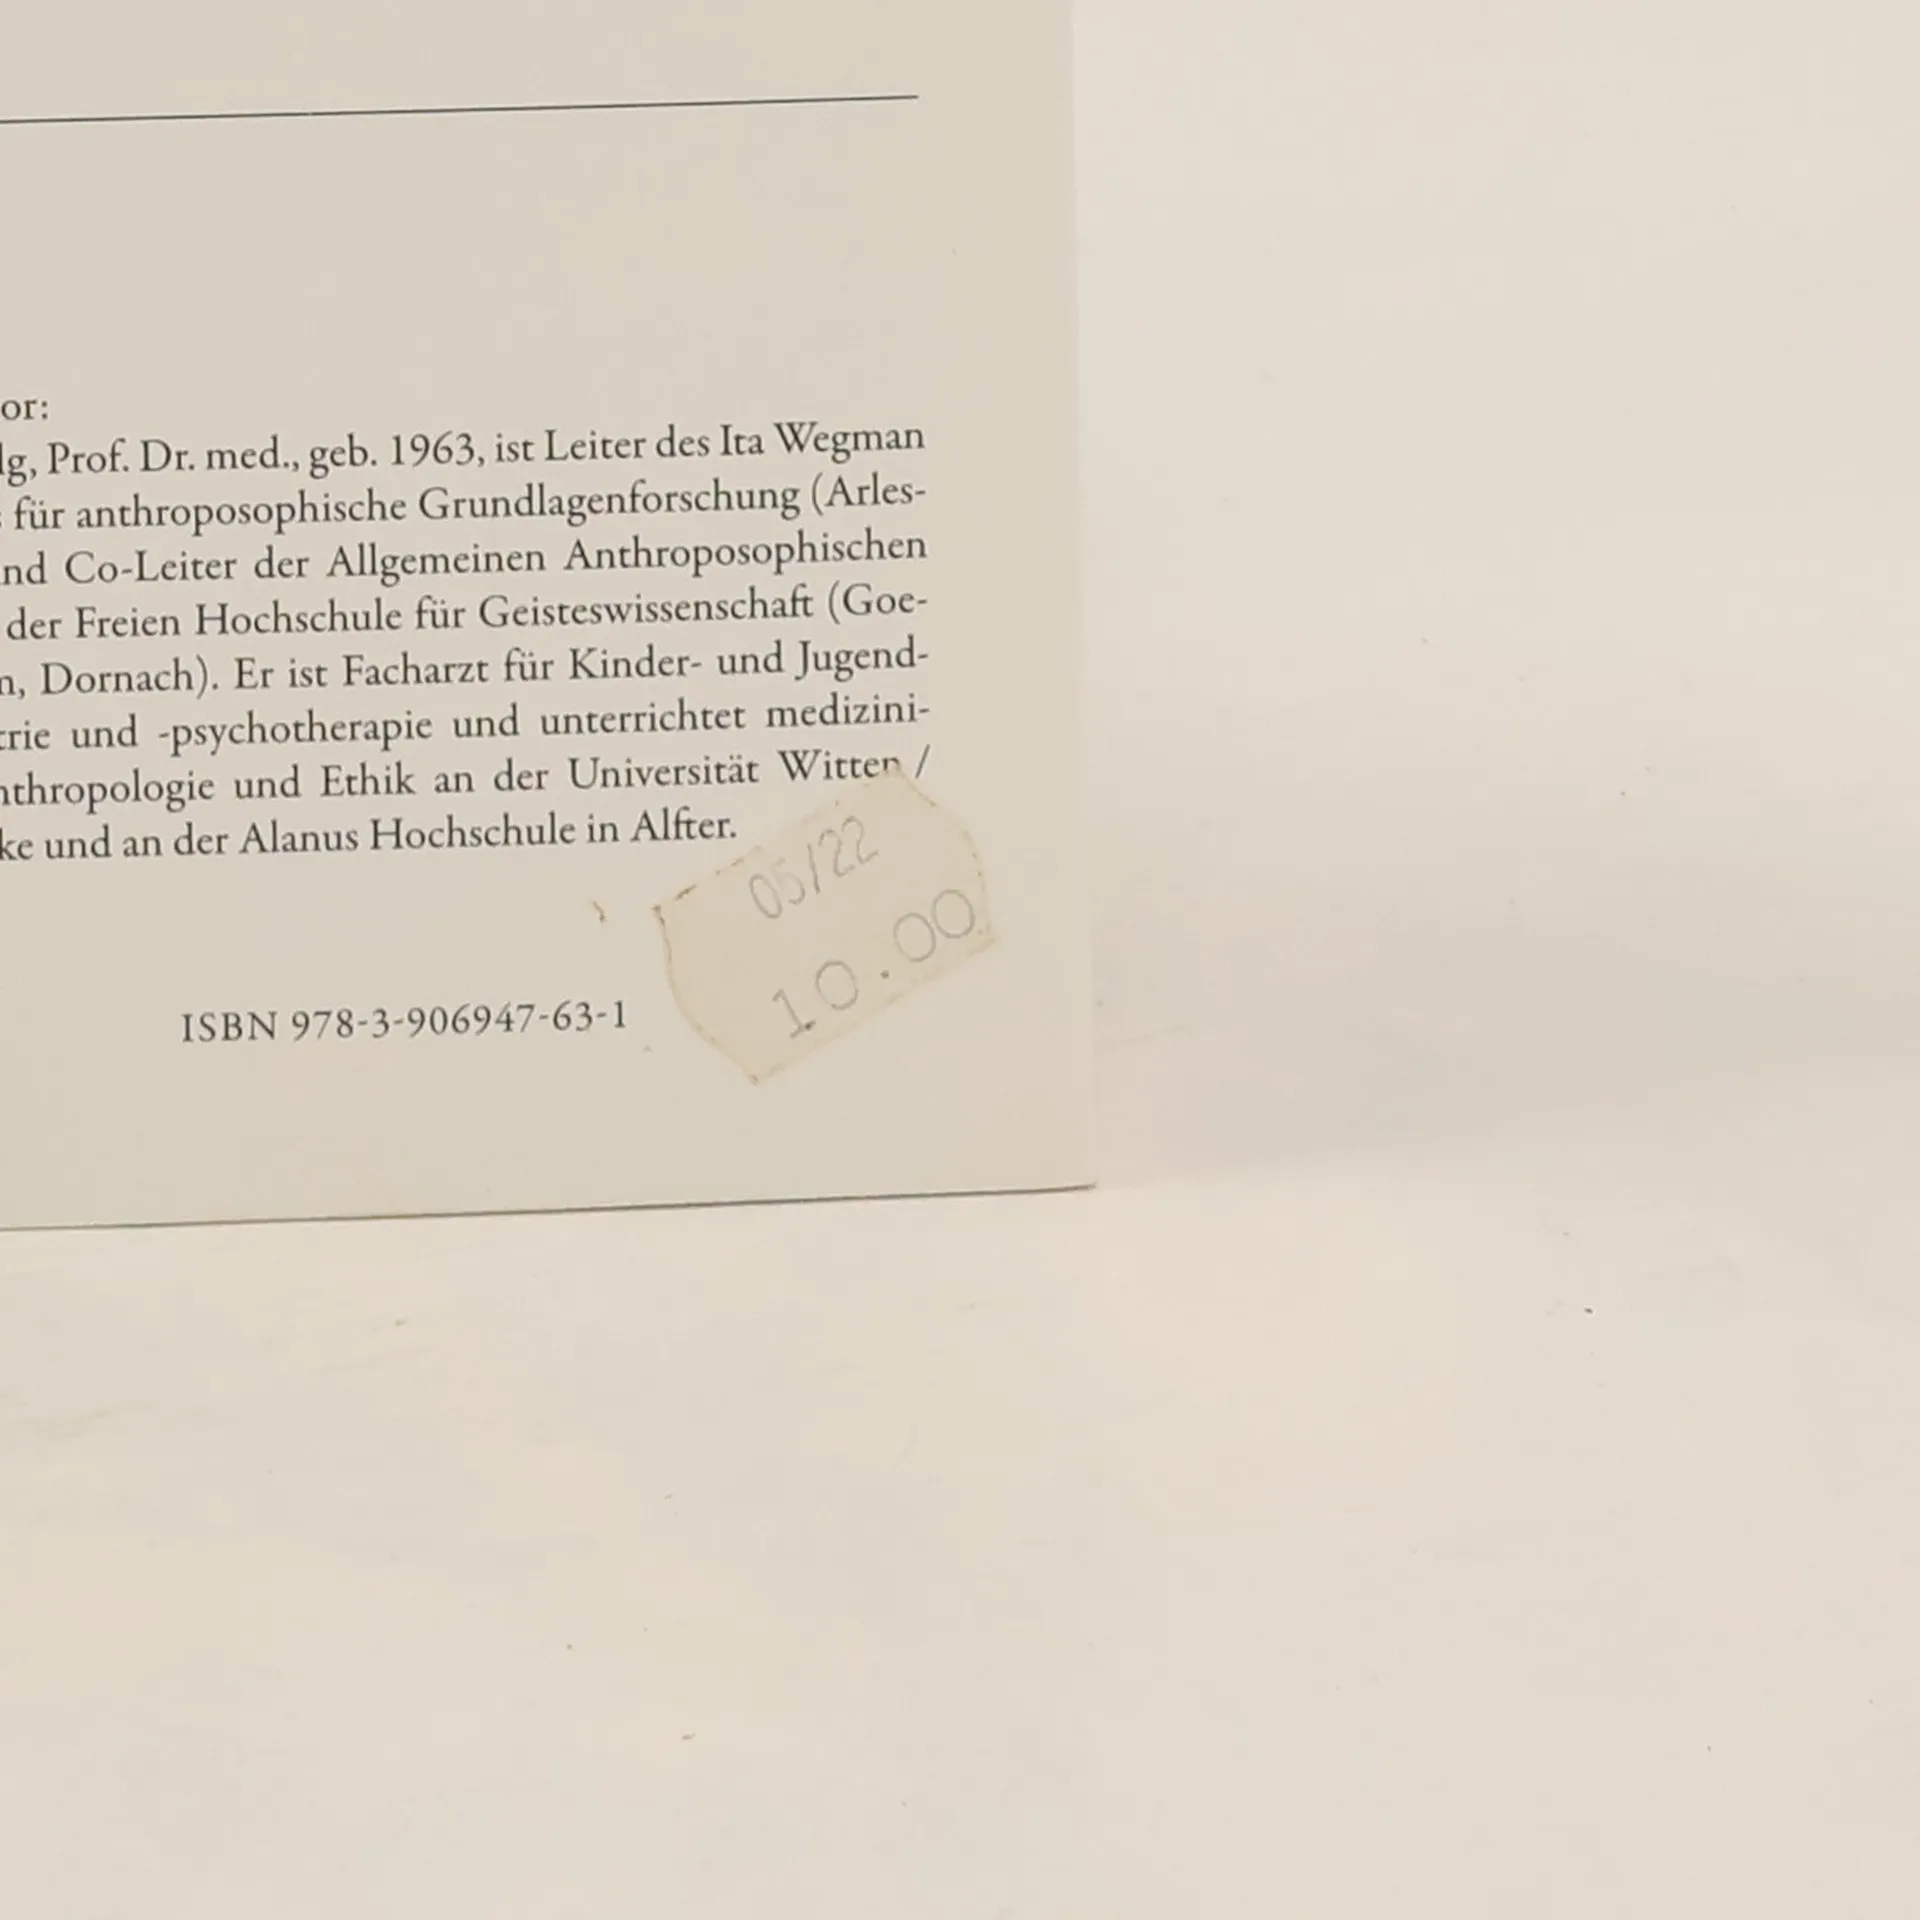 or:
lg, Prof. Dr. med., geb. 1963, ist Leiter des Ita Wegman
für anthroposophische Grundlagenforschung (Arles-
nd Co-Leiter der Allgemeinen Anthroposophischen
der Freien Hochschule für Geisteswissenschaft (Goe-
n, Dornach). Er ist Facharzt für Kinder- und Jugend-
trie und -psychotherapie und unterrichtet medizini-
nthropologie und Ethik an der Universität Witten /
ke und an der Alanus Hochschule in Alfter.
05/22
10.00
ISBN 978-3-906947-63-1